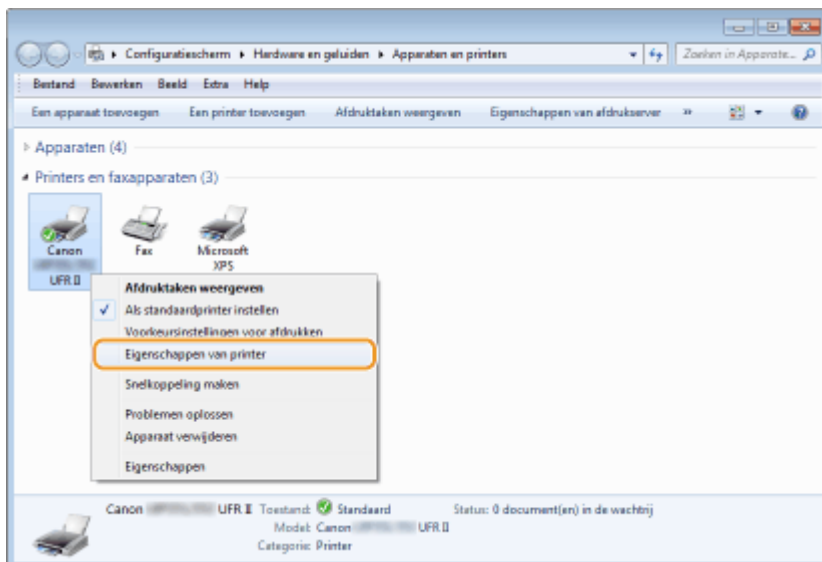 Configuratiescherm Hardware en geluiden Apparaten en printers Zoeken in Apparate...
Bestand Bewerken Beeld Extra Help
Een apparaat toevoegen Een printer toevoegen Afdruktaken weergeven Eigenschappen van afdrukserver »
Apparaten (4)
Printers en faxapparaten (3)
Canon
UFR II
Fax
Microsoft
XPS
Afdruktaken weergeven
Als standaardprinter instellen
Voorkeursinstellingen voor afdrukken
Eigenschappen van printer
Snelkoppeling maken
Problemen oplossen
Apparaat verwijderen
Eigenschappen
Canon UFR II Toestand: Standaard Status: 0 document(en) in de wachtrij
Model: Canon UFR II
Categorie: Printer